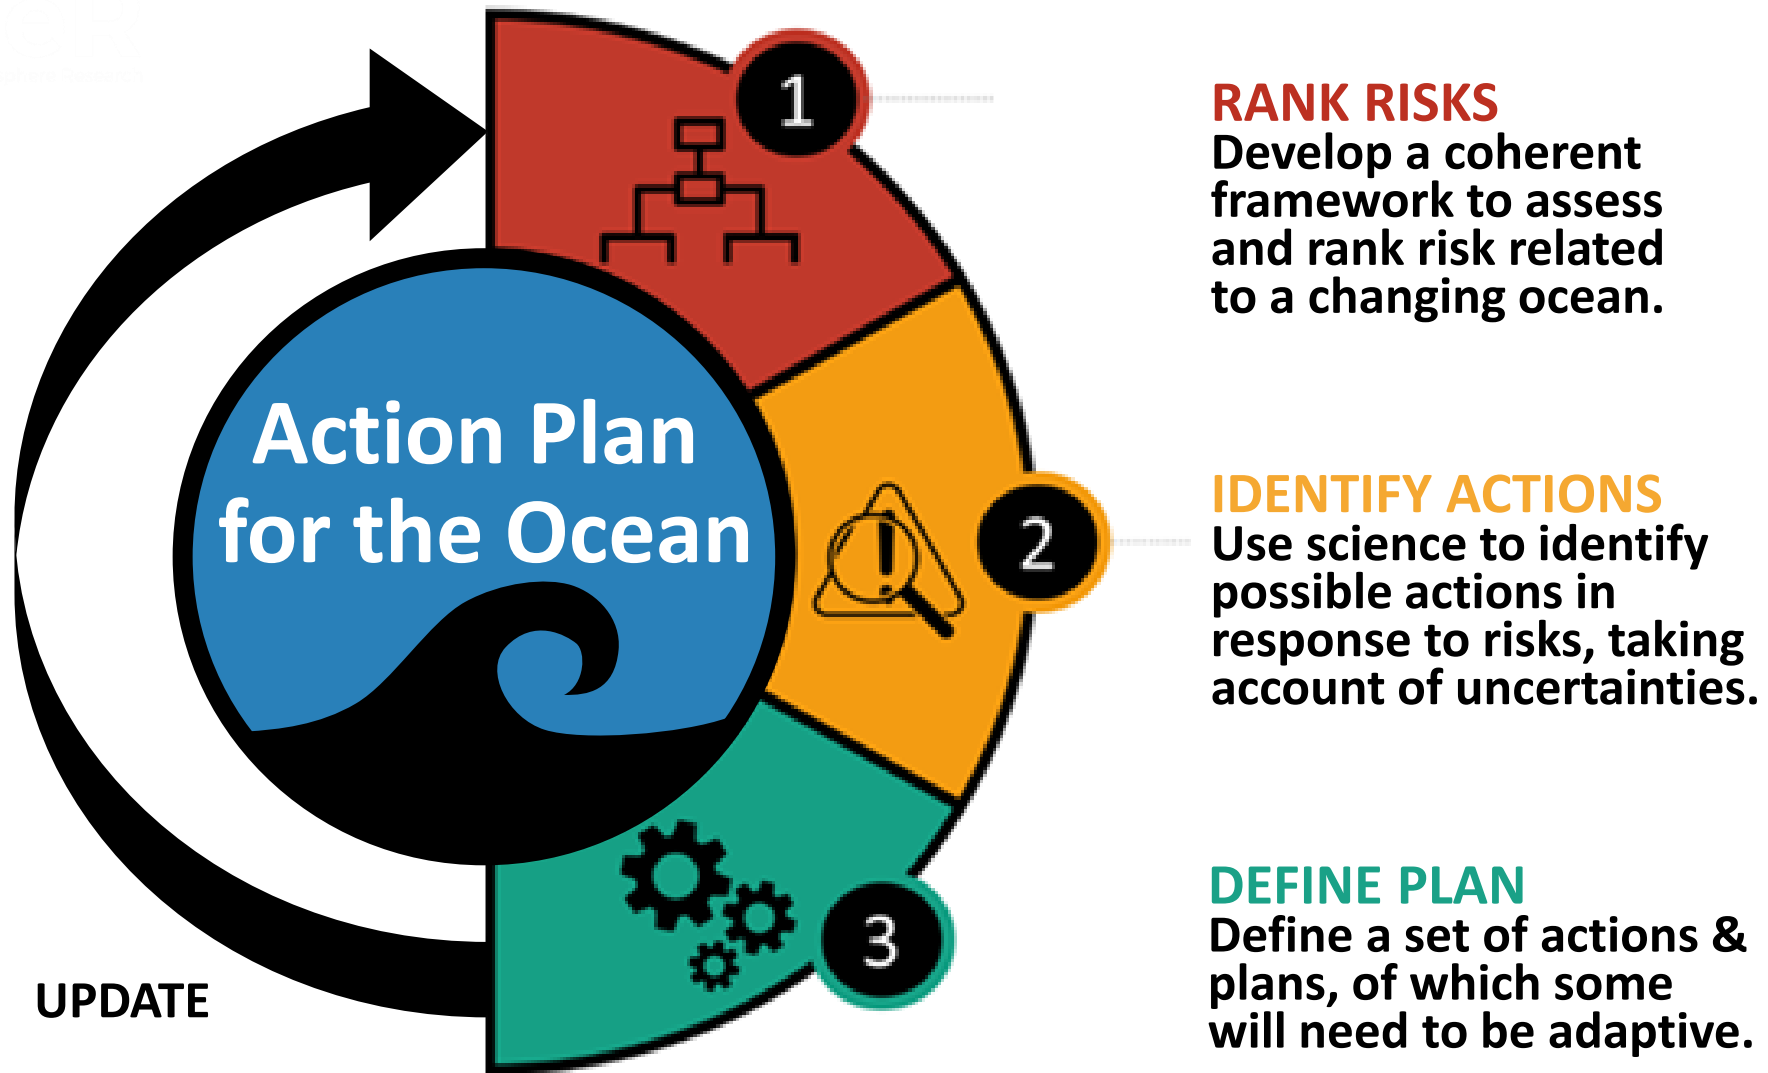 1
RANK RISKS
Develop a coherent
framework to assess
and rank risk related
to a changing ocean.
Action Plan
for the Ocean
2
IDENTIFY ACTIONS
Use science to identify
possible actions in
response to risks, taking
account of uncertainties.
3
DEFINE PLAN
Define a set of actions &
plans, of which some
will need to be adaptive.
UPDATE